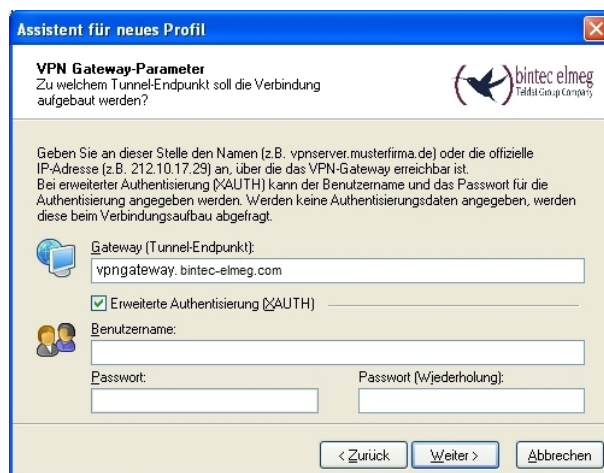 Assistent für neues Profil
VPN Gateway-Parameter
Zu welchem Tunnel-Endpunkt soll die Verbindung
aufgebaut werden?
bintec elmeg
Teldat Group Company
Geben Sie an dieser Stelle den Namen (z.B. vpnserver.musterfirma.de) oder die offizielle
IP-Adresse (z.B. 212.10.17.29) an, über die das VPN-Gateway erreichbar ist.
Bei erweiterter Authentisierung (XAUTH) kann der Benutzername und das Passwort für die
Authentisierung angegeben werden. Werden keine Authentisierungsdaten angegeben, werden
diese beim Verbindungsaufbau abgefragt.
Gateway (Tunnel-Endpunkt):
vpngateway. bintec-elmeg.com
Erweiterte Authentisierung (XAUTH)
Benutzername:
Passwort:
Passwort (Wiederholung):
< Zurück
Weiter >
Abbrechen